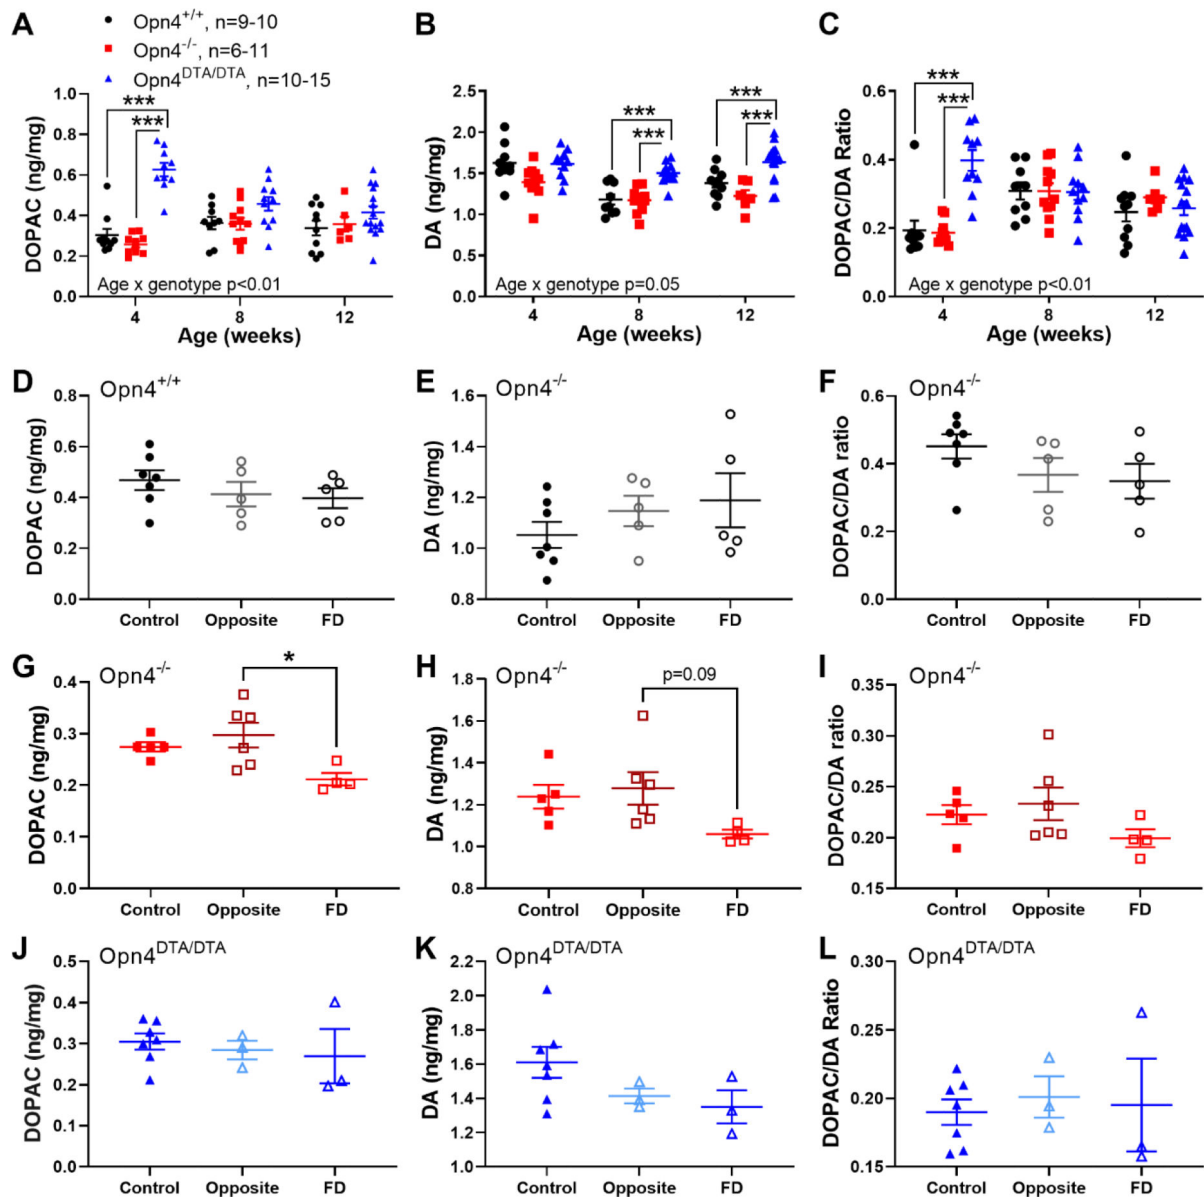 A
Opn4+/+, n=9-10
Opn4-/-, n=6-11
Opn4DTA/DTA, n=10-15
DOPAC (ng/mg)
1.0
0.8
0.6
0.4
0.2
0.0
***
***
Age x genotype p<0.01
4 8 12
Age (weeks)
B
DA (ng/mg)
2.5
2.0
1.5
1.0
0.5
0.0
***
***
***
***
Age x genotype p=0.05
4 8 12
Age (weeks)
C
DOPAC/DA Ratio
0.6
0.4
0.2
0.0
***
***
Age x genotype p<0.01
4 8 12
Age (weeks)
D
Opn4+/+
DOPAC (ng/mg)
0.8
0.6
0.4
0.2
0.0
Control Opposite FD
E
Opn4-/-
DA (ng/mg)
1.6
1.4
1.2
1.0
0.8
Control Opposite FD
F
Opn4-/-
DOPAC/DA ratio
0.6
0.4
0.2
0.0
Control Opposite FD
G
Opn4-/-
DOPAC (ng/mg)
0.4
0.3
0.2
0.1
0.0
*
Control Opposite FD
H
Opn4-/-
DA (ng/mg)
1.8
1.6
1.4
1.2
1.0
0.8
p=0.09
Control Opposite FD
I
Opn4-/-
DOPAC/DA ratio
0.35
0.30
0.25
0.20
0.15
Control Opposite FD
J
Opn4DTA/DTA
DOPAC (ng/mg)
0.5
0.4
0.3
0.2
0.1
0.0
Control Opposite FD
K
Opn4DTA/DTA
DA (ng/mg)
2.2
2.0
1.8
1.6
1.4
1.2
1.0
Control Opposite FD
L
Opn4DTA/DTA
DOPAC/DA Ratio
0.30
0.25
0.20
0.15
Control Opposite FD